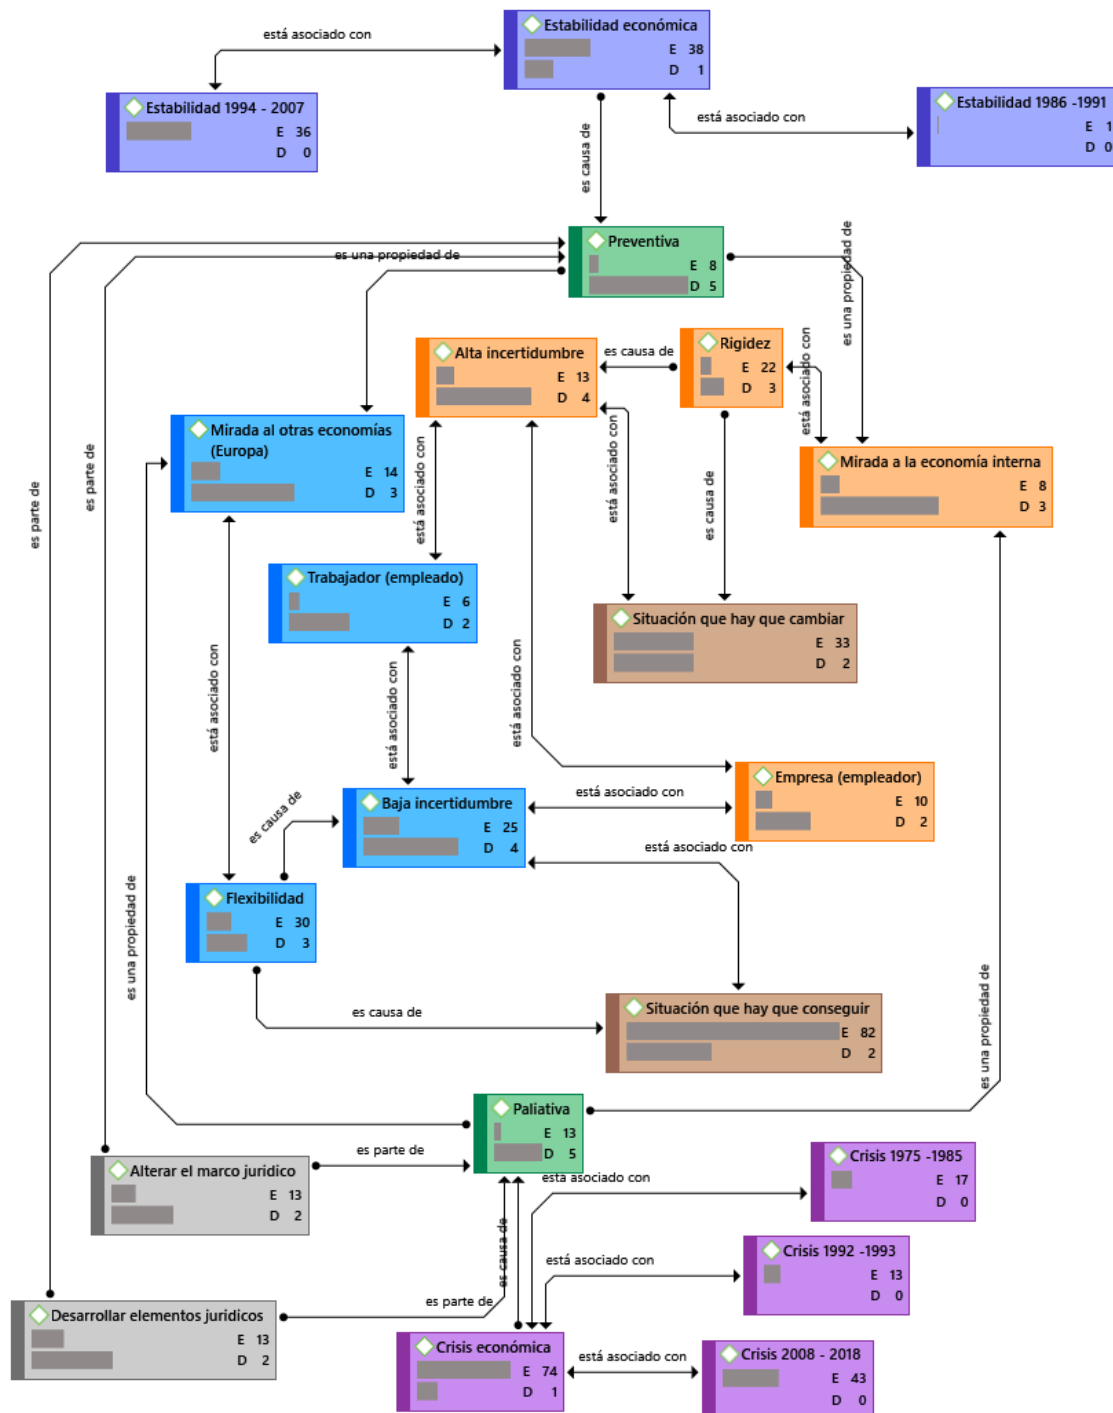 Estabilidad económica
E 38
D 1
está asociado con
Estabilidad 1994 - 2007
E 36
D 0
Estabilidad 1986 -1991
E 1
D 0
está asociado con
es causa de
Preventiva
E 8
D 5
es una propiedad de
es una propiedad de
es parte de
es parte de
Alta incertidumbre
E 13
D 4
es causa de
Rigidez
E 22
D 3
está asociado con
Mirada al otras economías
(Europa)
E 14
D 3
Mirada a la economía interna
E 8
D 3
está asociado con
está asociado con
es causa de
Trabajador (empleado)
E 6
D 2
Situación que hay que cambiar
E 33
D 2
está asociado con
está asociado con
está asociado con
Empresa (empleador)
E 10
D 2
Baja incertidumbre
E 25
D 4
está asociado con
es causa de
está asociado con
Flexibilidad
E 30
D 3
es una propiedad de
es causa de
Situación que hay que conseguir
E 82
D 2
es una propiedad de
Paliativa
E 13
D 5
Alterar el marco juridico
E 13
D 2
es parte de
Crisis 1975 -1985
E 17
D 0
está asociado con
es causa de
Crisis 1992 -1993
E 13
D 0
está asociado con
Desarrollar elementos juridicos
E 13
D 2
es parte de
Crisis económica
E 74
D 1
está asociado con
Crisis 2008 - 2018
E 43
D 0